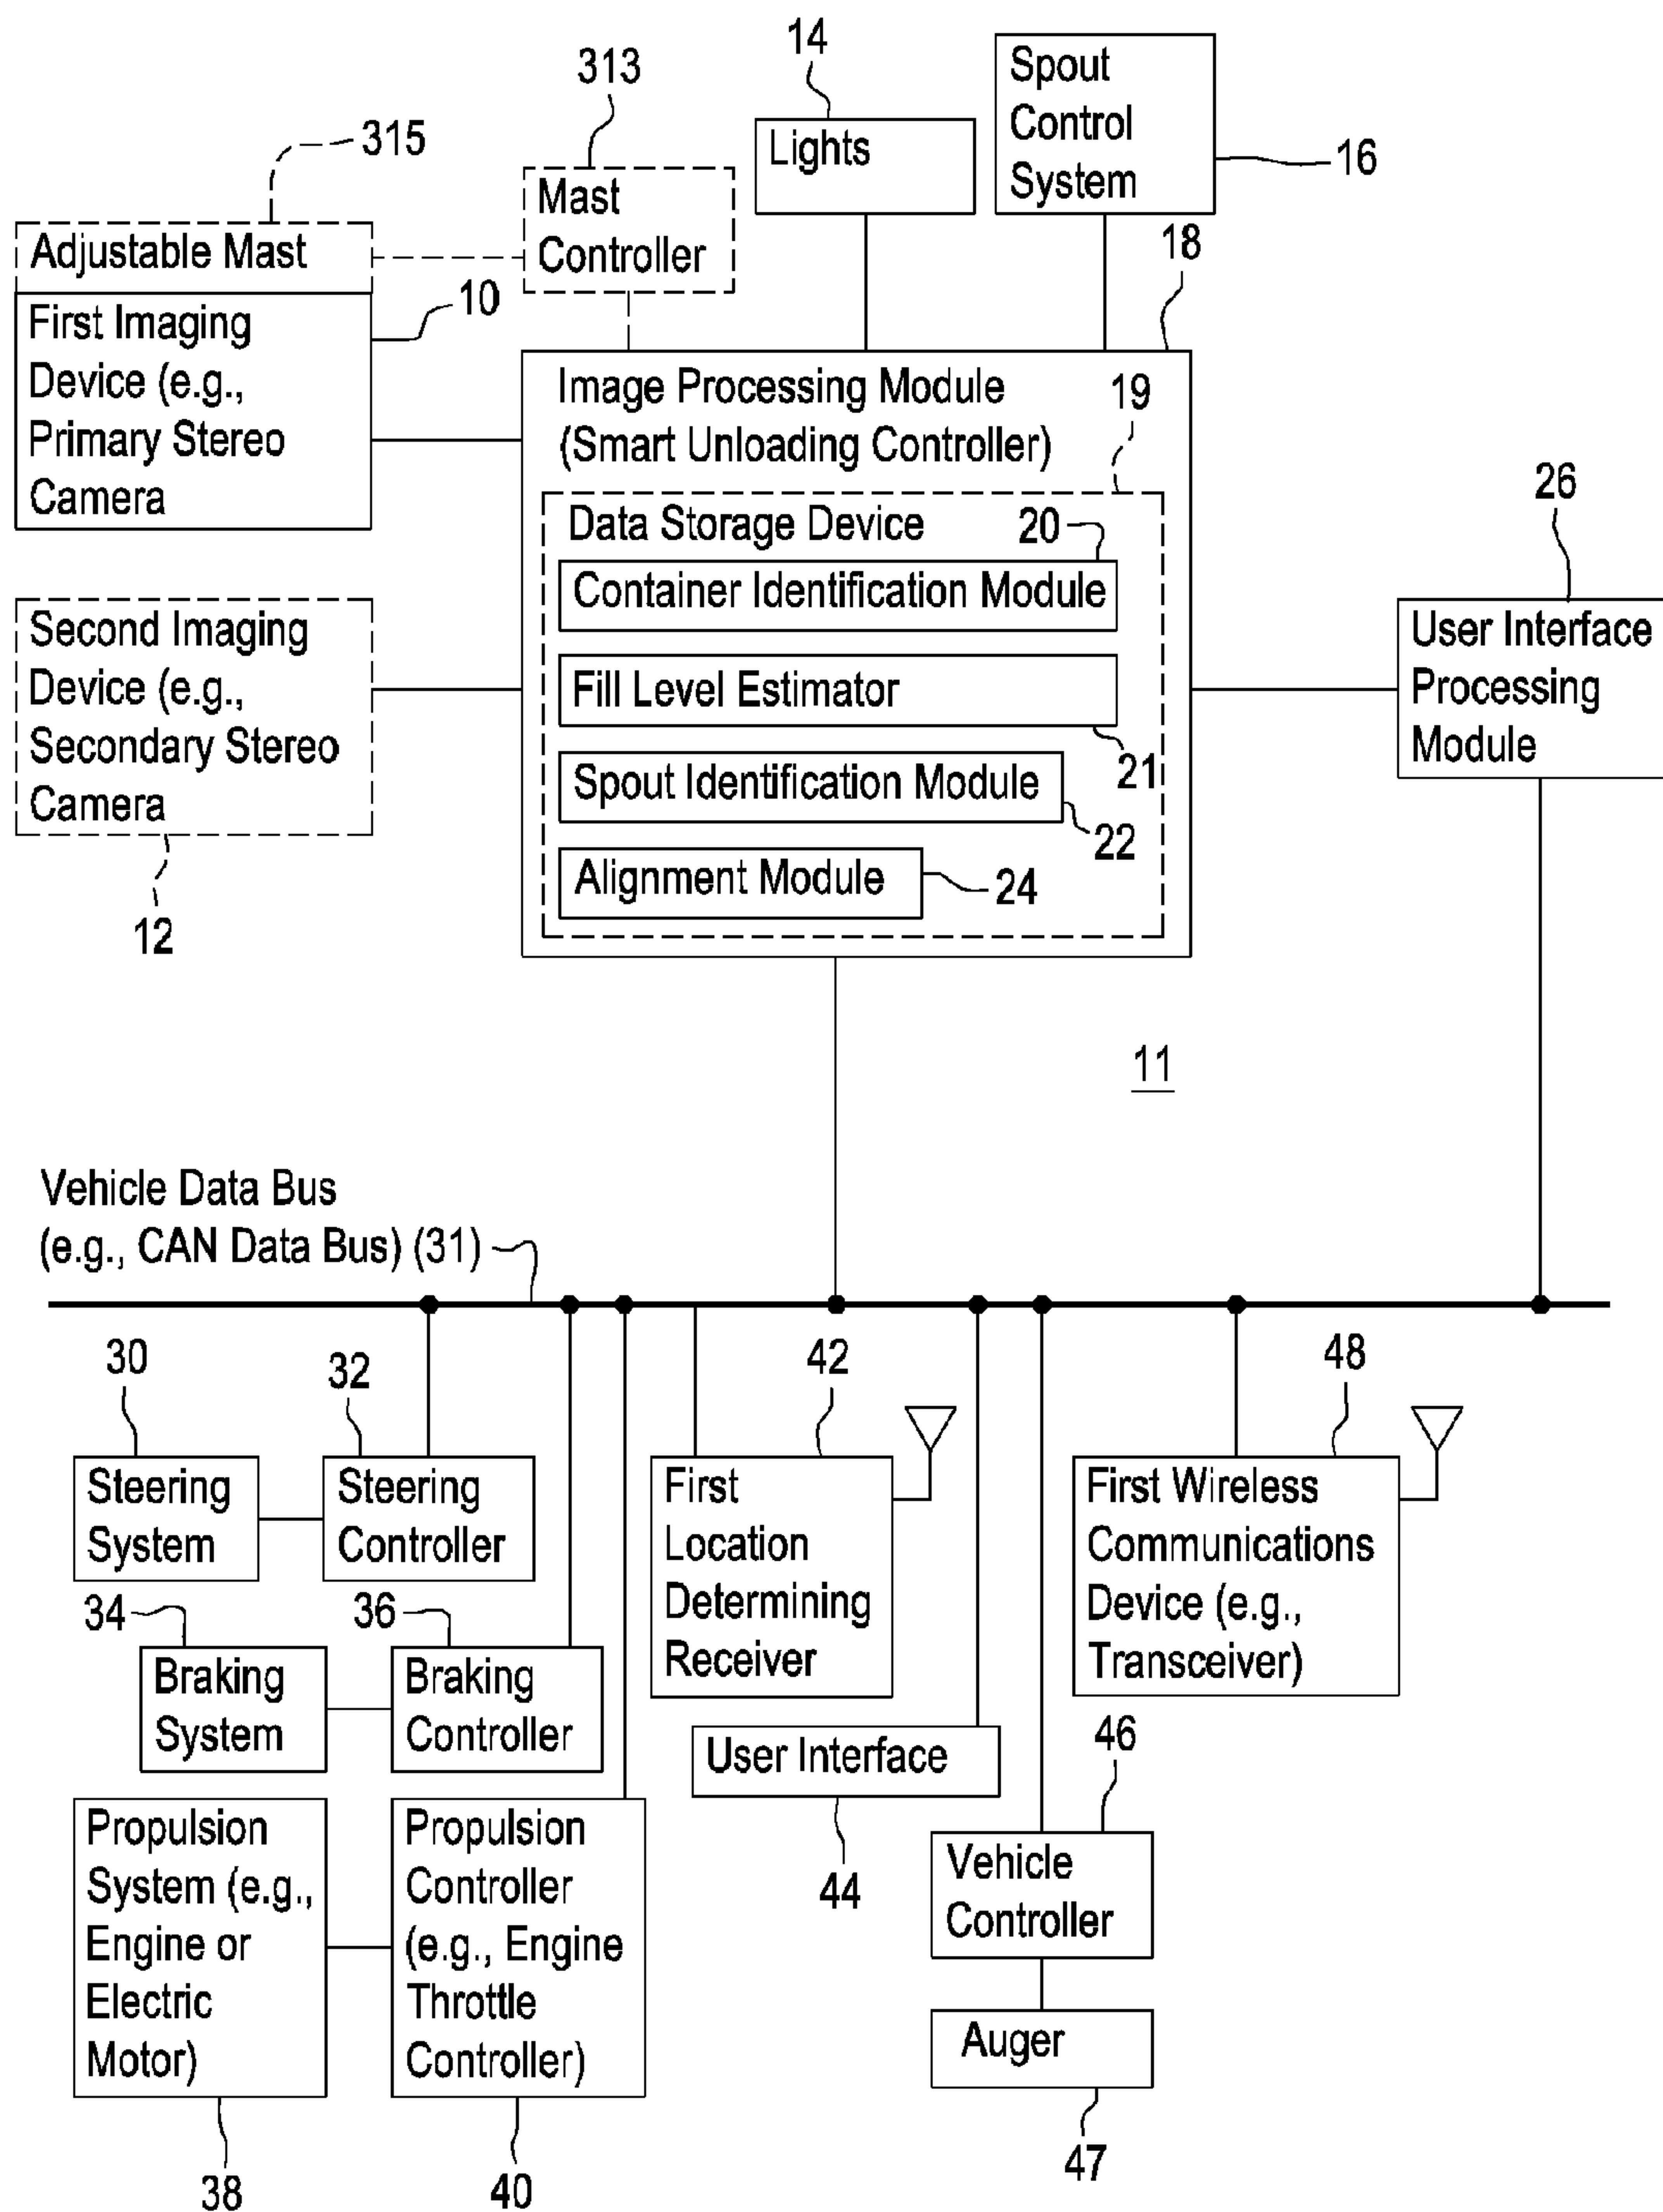 14
313
Spout
Control
System
16
315
Lights
Mast
Controller
18
Adjustable Mast
10
First Imaging
Device (e.g.,
Primary Stereo
Camera
Image Processing Module
(Smart Unloading Controller)
19
Data Storage Device
20
Container Identification Module
Fill Level Estimator
21
Spout Identification Module
22
Alignment Module
24
26
User Interface
Processing
Module
Second Imaging
Device (e.g.,
Secondary Stereo
Camera
12
11
Vehicle Data Bus
(e.g., CAN Data Bus) (31)
30
32
42
48
Steering
System
Steering
Controller
First
Location
Determining
Receiver
First Wireless
Communications
Device (e.g.,
Transceiver)
34
36
Braking
System
Braking
Controller
User Interface
44
46
Propulsion
System (e.g.,
Engine or
Electric
Motor)
Propulsion
Controller
(e.g., Engine
Throttle
Controller)
Vehicle
Controller
Auger
47
38
40